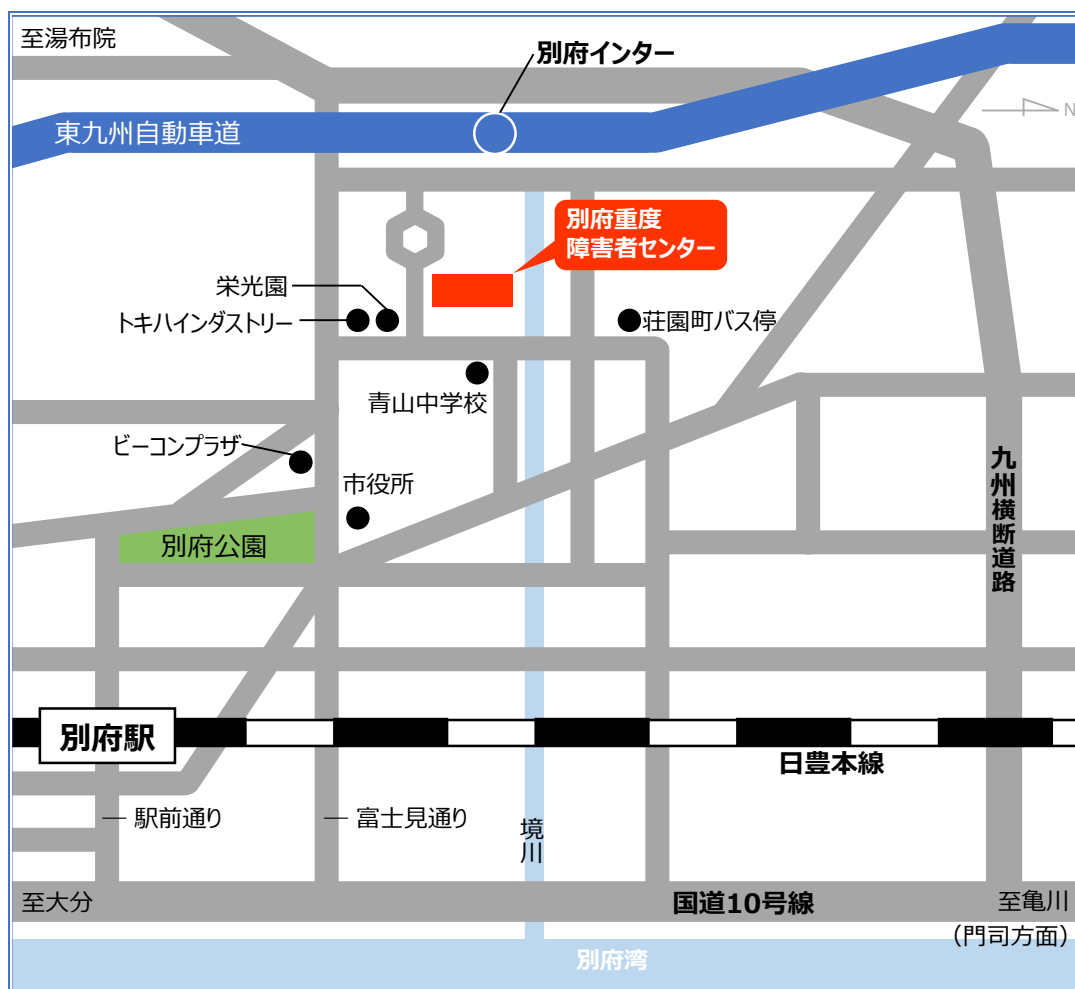 至湯布院
別府インター
N
東九州自動車道
別府重度
障害者センター
栄光園
トキハインダストリー
荘園町バス停
青山中学校
ビーコンプラザ
市役所
九州横断道路
別府公園
別府駅
日豊本線
駅前通り
富士見通り
境川
至大分
国道10号線
至亀川
（門司方面）
別府湾